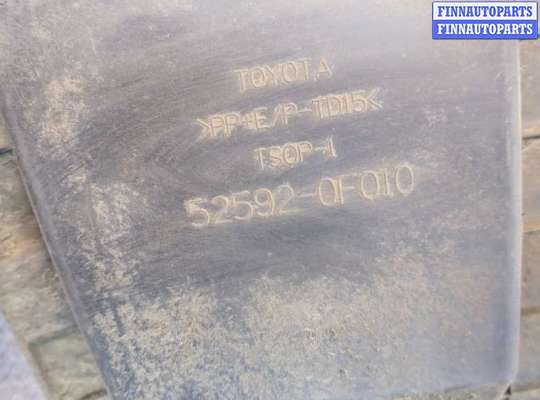 FINNAUTOPARTS
FINNAUTOPARTS
TOYOTA
>PP+E/P-TD15<
TSOP-1
52592-0F010